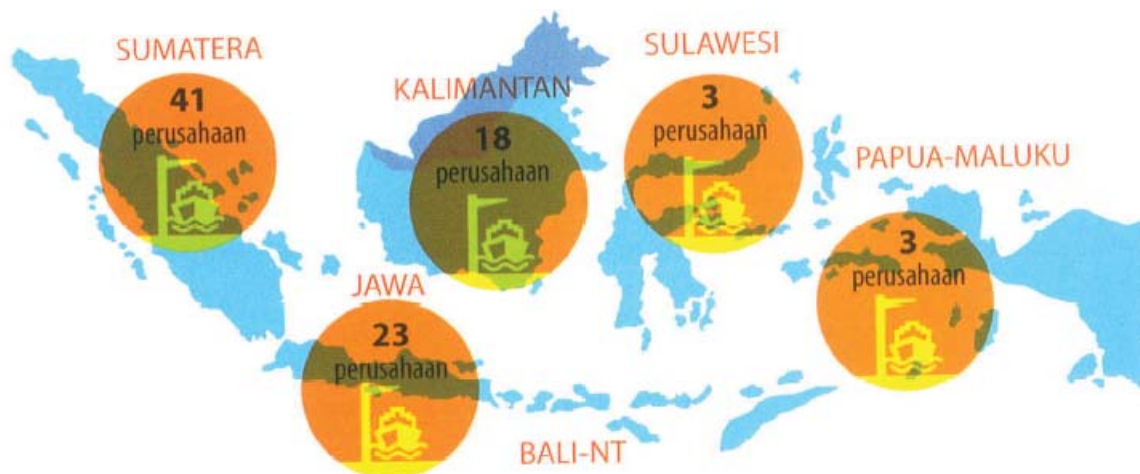 SUMATERA
41
perusahaan
KALIMANTAN
18
perusahaan
SULAWESI
3
perusahaan
PAPUA-MALUKU
3
perusahaan
JAWA
23
perusahaan
BALI-NT